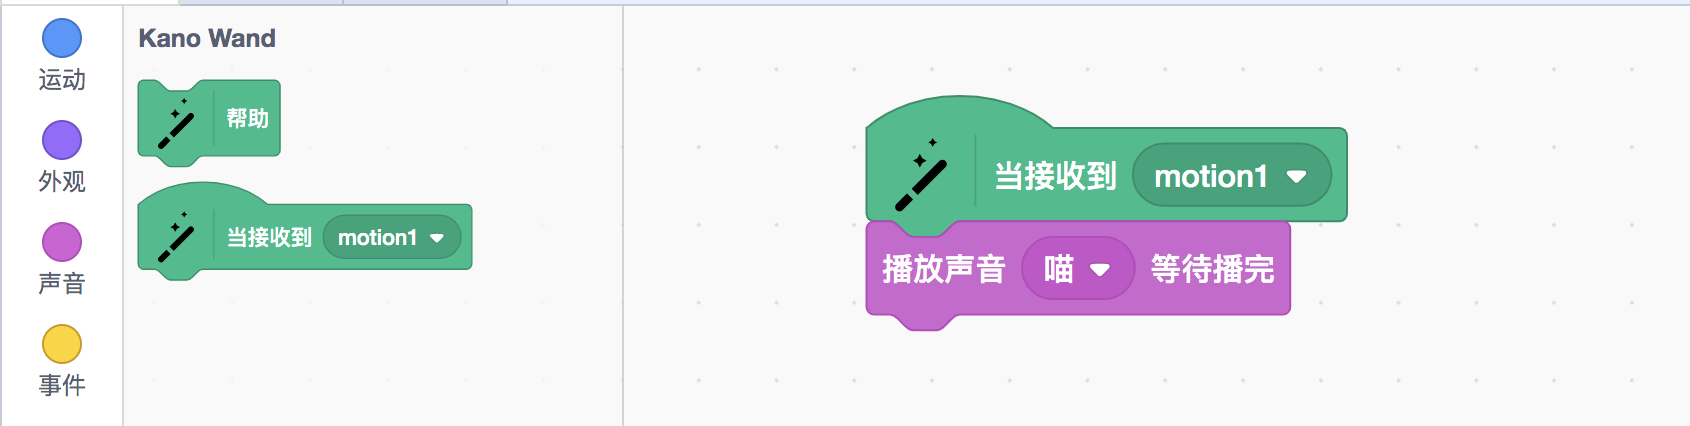 运动
外观
声音
事件
Kano Wand
帮助
当接收到 motion1
当接收到 motion1
播放声音 喵 等待播完